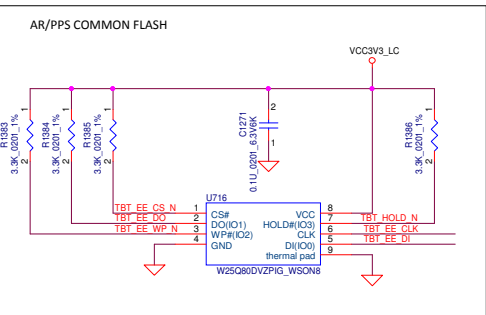 AR/PPS COMMON FLASH
VCC3V3_LC
R1383
3.3K_0201_1%
1
2
R1384
3.3K_0201_1%
1
2
R1385
3.3K_0201_1%
1
2
C1271
0.1U_0201_6.3V6K
2
1
R1386
3.3K_0201_1%
1
2
U716
TBT_EE_CS_N 1 CS# VCC 8
TBT_EE_DO 2 DO(IO1) HOLD#(IO3) 7 TBT_HOLD_N
TBT_EE_WP_N 3 WP#(IO2) CLK 6 TBT_EE_CLK
4 GND DI(IO0) 5 TBT_EE_DI
thermal pad 9
W25Q80DVZPIG_WSON8